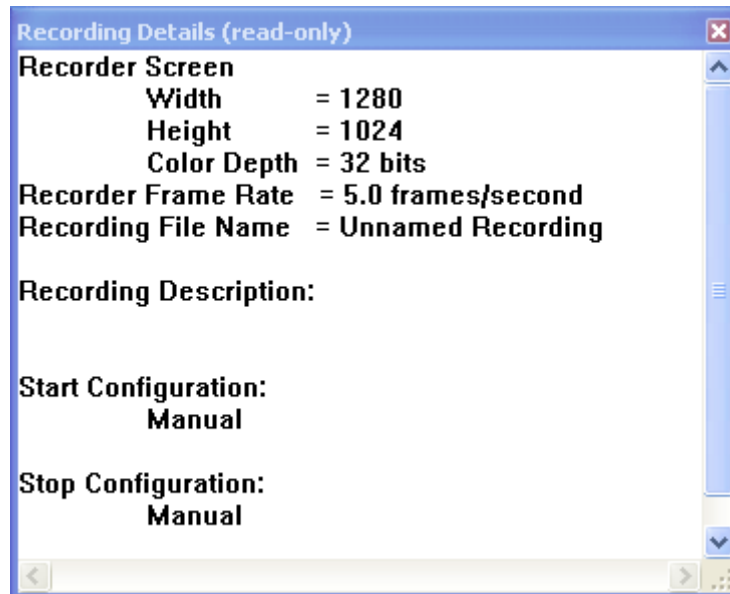 Recording Details (read-only)
Recorder Screen
Width = 1280
Height = 1024
Color Depth = 32 bits
Recorder Frame Rate = 5.0 frames/second
Recording File Name = Unnamed Recording
Recording Description:
Start Configuration:
Manual
Stop Configuration:
Manual